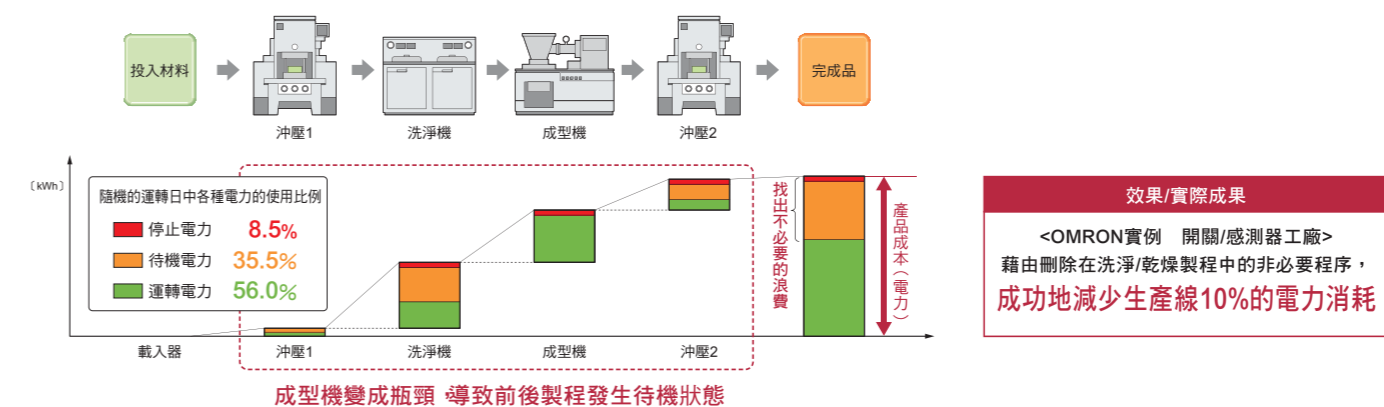 投入材料
完成品
沖壓1
洗淨機
成型機
沖壓2
〔kWh〕
隨機的運轉日中各種電力的使用比例
停止電力 8.5%
待機電力 35.5%
運轉電力 56.0%
找出不必要的浪費
產品成本(電力)
載入器
沖壓1
洗淨機
成型機
沖壓2
成型機變成瓶頸，導致前後製程發生待機狀態
效果/實際成果
<OMRON實例　開關/感測器工廠>
藉由刪除在洗淨/乾燥製程中的非必要程序，
成功地減少生產線10%的電力消耗